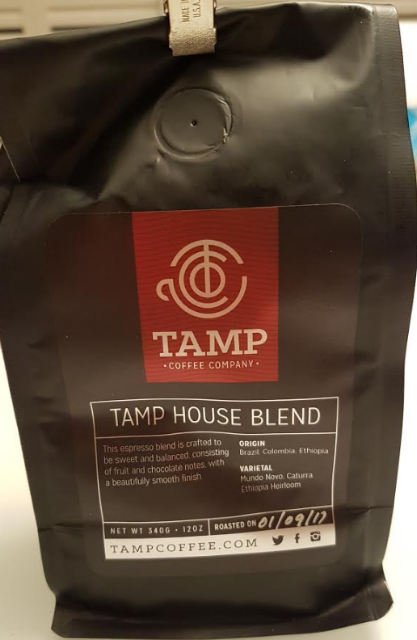 MADE IN
U.S.A.
TAMP
•COFFEE COMPANY•
TAMP HOUSE BLEND
This espresso blend is crafted to
be sweet and balanced, consisting
of fruit and chocolate notes, with
a beautifully smooth finish
ORIGIN
Brazil, Colombia, Ethiopia
VARIETAL
Mundo Novo, Caturra,
Ethiopia Heirloom
NET WT 340G • 12OZ
ROASTED ON 01/09/17
TAMPCOFFEE.COM